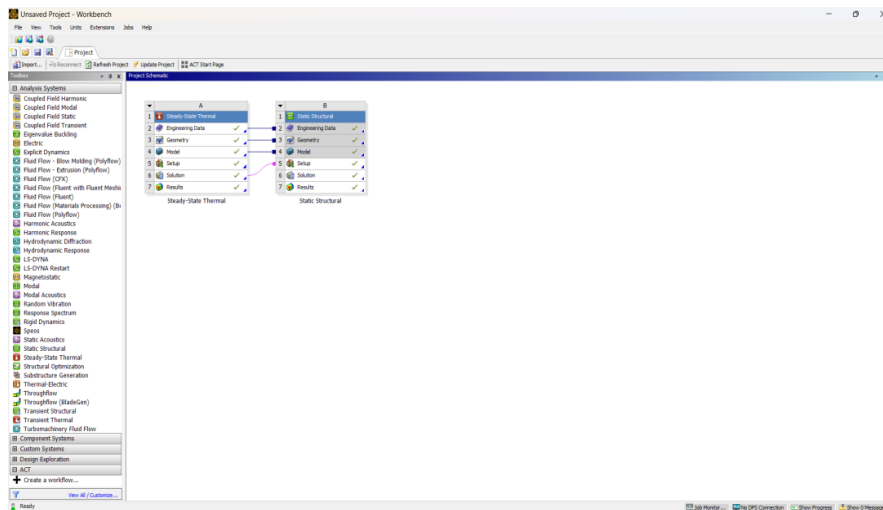 Unsaved Project - Workbench
File View Tools Units Extensions Jobs Help
Project
Import... Reconnect Refresh Project Update Project ACT Start Page
Toolbox
Project Schematic
Analysis Systems
Coupled Field Harmonic
Coupled Field Modal
Coupled Field Static
Coupled Field Transient
Eigenvalue Buckling
Electric
Explicit Dynamics
Fluid Flow - Blow Molding (Polyflow)
Fluid Flow - Extrusion (Polyflow)
Fluid Flow (CFX)
Fluid Flow (Fluent with Fluent Meshi
Fluid Flow (Fluent)
Fluid Flow (Materials Processing) (Be
Fluid Flow (Polyflow)
Harmonic Acoustics
Harmonic Response
Hydrodynamic Diffraction
Hydrodynamic Response
LS-DYNA
LS-DYNA Restart
Magnetostatic
Modal
Modal Acoustics
Random Vibration
Response Spectrum
Rigid Dynamics
Speos
Static Acoustics
Static Structural
Steady-State Thermal
Structural Optimization
Substructure Generation
Thermal-Electric
Throughflow
Throughflow (BladeGen)
Transient Structural
Transient Thermal
Turbomachinery Fluid Flow
Component Systems
Custom Systems
Design Exploration
ACT
Create a workflow...
View All / Customize...
A
1 Steady-State Thermal
2 Engineering Data
3 Geometry
4 Model
5 Setup
6 Solution
7 Results
Steady-State Thermal
B
1 Static Structural
2 Engineering Data
3 Geometry
4 Model
5 Setup
6 Solution
7 Results
Static Structural
Ready
Job Monitor... No DPS Connection Show Progress Show 0 Message